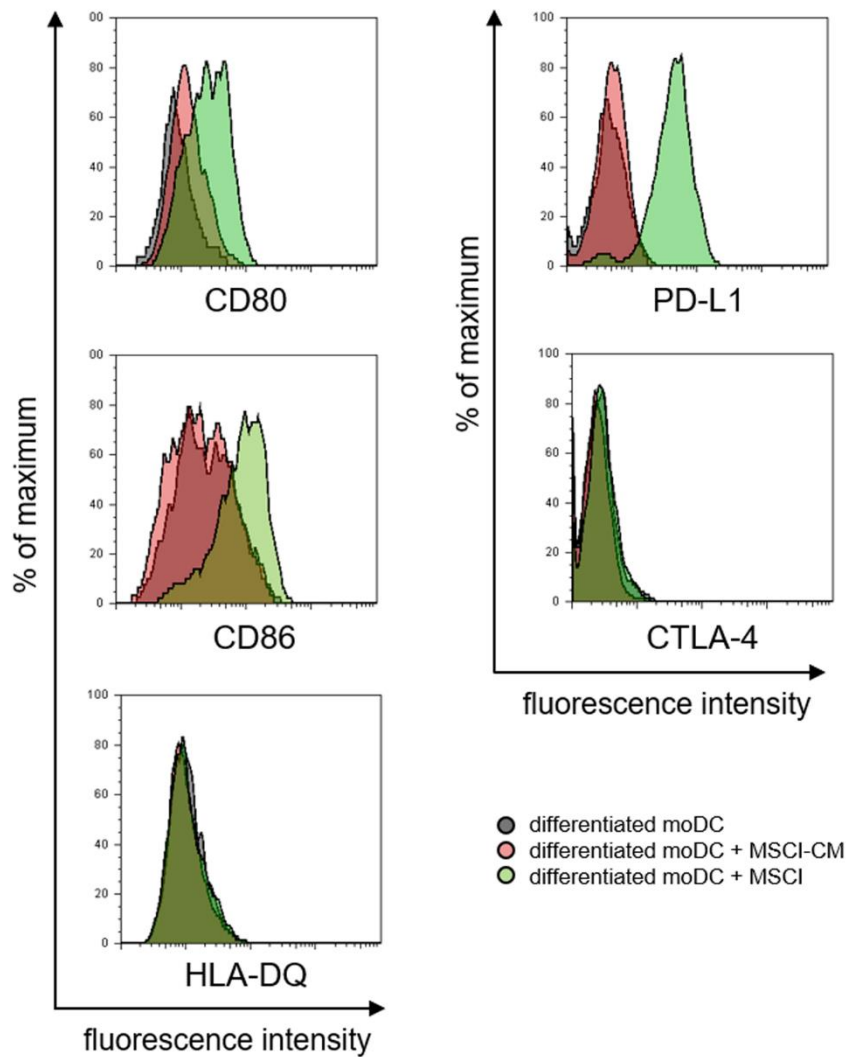 % of maximum
00
80
60
40
20
0
CD80
00
80
60
40
20
0
CD86
100
80
60
40
20
0
HLA-DQ
fluorescence intensity
% of maximum
100
80
60
40
20
0
PD-L1
100
80
60
40
20
0
CTLA-4
fluorescence intensity
differentiated moDC
differentiated moDC + MSCI-CM
differentiated moDC + MSCI